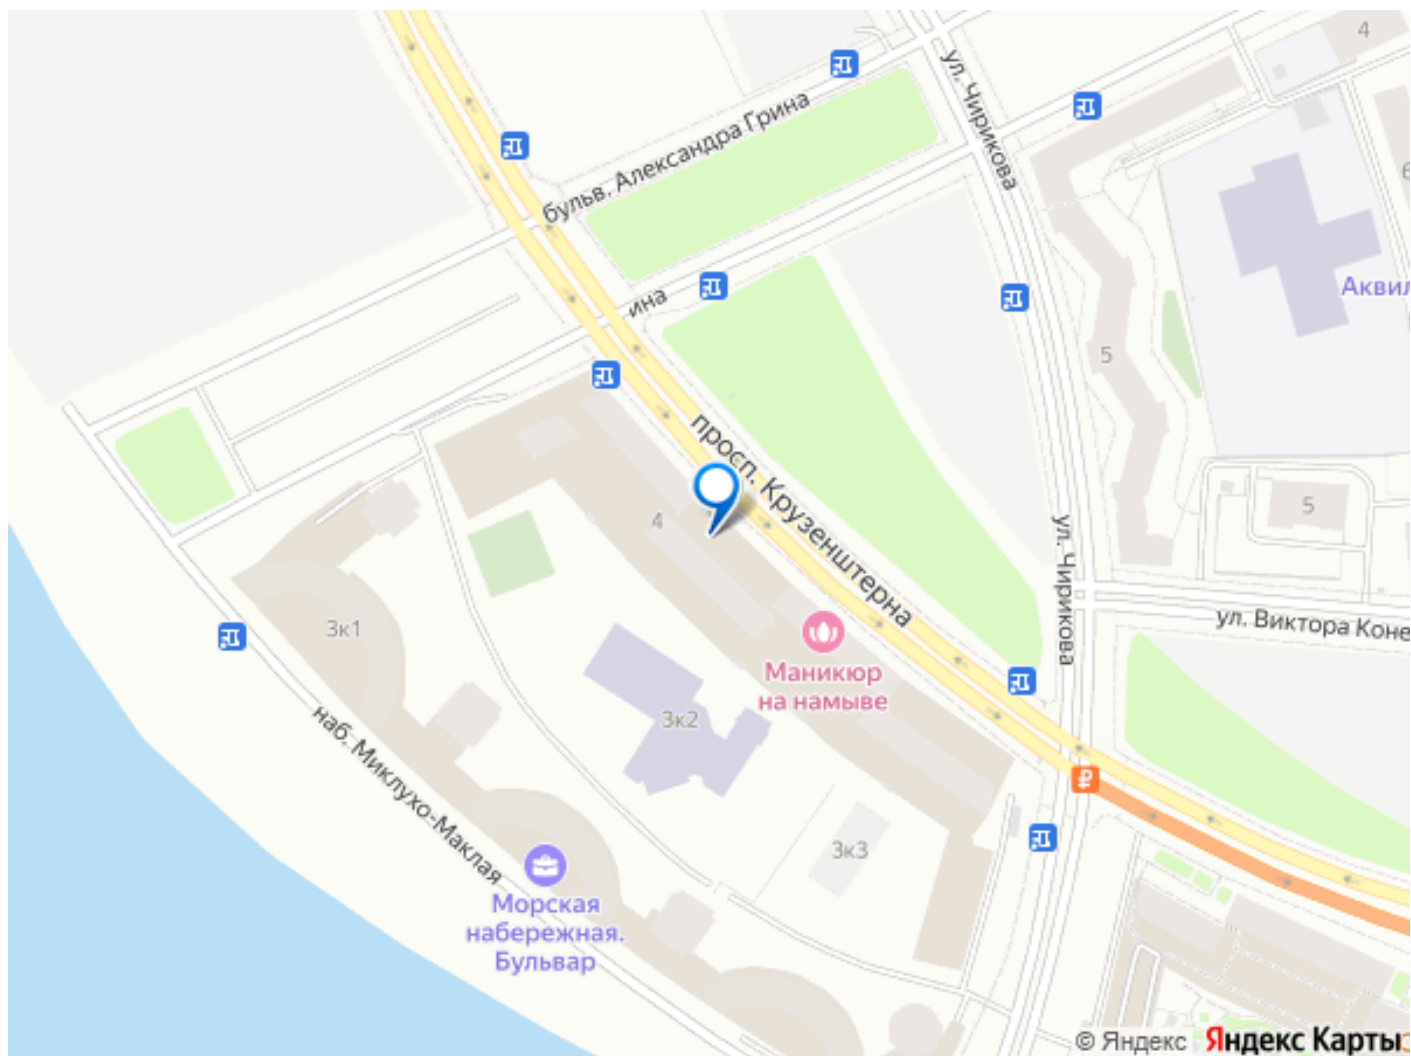 4
ул. Чирикова
бульв. Александра Грина
6
Аквил
ина
5
просп. Крузенштерна
4
5
ул. Чирикова
ул. Виктора Коне
3к1
Маникюр
на намыве
3к2
наб. Миклухо-Маклая
3к3
Морская
набережная.
Бульвар
© Яндекс Яндекс Карты